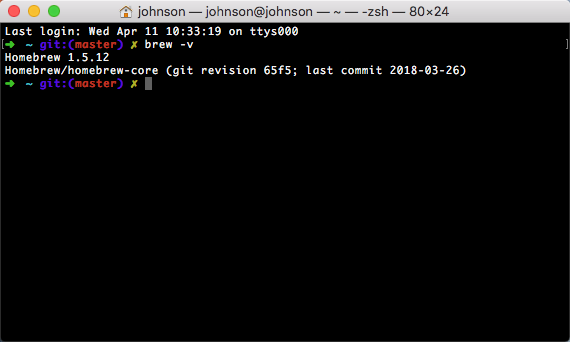 johnson — johnson@johnson — ~ — -zsh — 80×24
Last login: Wed Apr 11 10:33:19 on ttys000
[➜  ~ git:(master) ✗ brew -v ]
Homebrew 1.5.12
Homebrew/homebrew-core (git revision 65f5; last commit 2018-03-26)
➜  ~ git:(master) ✗